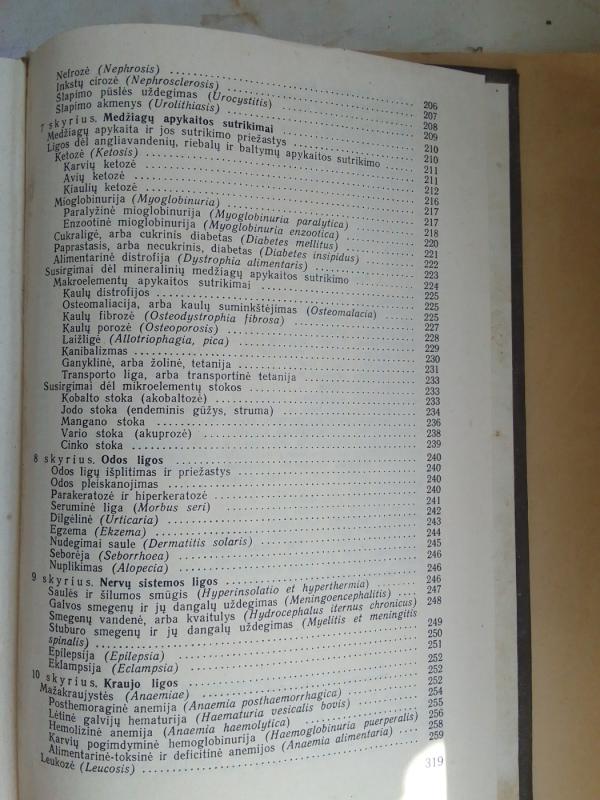 Nefrozė (Nephrosis) . . . . 206
Inkstų cirozė (Nephrosclerosis) . . . . 207
Šlapimo pūslės uždegimas (Urocystitis) . . . . 208
Šlapimo akmenys (Urolithiasis) . . . . 209
7 skyrius. Medžiagų apykaitos sutrikimai . . . . 210
Medžiagų apykaita ir jos sutrikimo priežastys . . . . 210
Ligos dėl angliavandenių, riebalų ir baltymų apykaitos sutrikimo . . . . 211
Ketozė (Ketosis) . . . . 211
Karvių ketozė . . . . 212
Avių ketozė . . . . 216
Kiaulių ketozė . . . . 217
Mioglobinurija (Myoglobinuria) . . . . 217
Paralyžinė mioglobinurija (Myoglobinuria paralytica) . . . . 218
Enzootinė mioglobinurija (Myoglobinuria enzootica) . . . . 220
Cukraligė, arba cukrinis diabetas (Diabetes mellitus) . . . . 221
Paprastasis, arba necukrinis, diabetas (Diabetes insipidus) . . . . 222
Alimentarinė distrofija (Dystrophia alimentaris) . . . . 223
Susirgimai dėl mineralinių medžiagų apykaitos sutrikimo . . . . 224
Makroelementų apykaitos sutrikimai . . . . 225
Kaulų distrofijos . . . . 225
Osteomaliacija, arba kaulų suminkštėjimas (Osteomalacia) . . . . 225
Kaulų fibrozė (Osteodystrophia fibrosa) . . . . 227
Kaulų porozė (Osteoporosis) . . . . 228
Laižligė (Allotriophagia, pica) . . . . 229
Kanibalizmas . . . . 230
Ganyklinė, arba žolinė, tetanija . . . . 231
Transporto liga, arba transportinė tetanija . . . . 233
Susirgimai dėl mikroelementų stokos . . . . 233
Kobalto stoka (akobaltozė) . . . . 233
Jodo stoka (endeminis gūžys, struma) . . . . 234
Mangano stoka . . . . 236
Vario stoka (akuprozė) . . . . 238
Cinko stoka . . . . 239
8 skyrius. Odos ligos . . . . 240
Odos ligų išplitimas ir priežastys . . . . 240
Odos pleiskanojimas . . . . 240
Parakeratozė ir hiperkeratozė . . . . 240
Seruminė liga (Morbus seri) . . . . 241
Dilgėlinė (Urticaria) . . . . 242
Egzema (Ekzema) . . . . 243
Nudegimai saule (Dermatitis solaris) . . . . 244
Seborėja (Seborrhoea) . . . . 245
Nuplikimas (Alopecia) . . . . 246
9 skyrius. Nervų sistemos ligos . . . . 246
Saulės ir šilumos smūgis (Hyperinsolatio et hyperthermia) . . . . 246
Galvos smegenų ir jų dangalų uždegimas (Meningoencephalitis) . . . . 247
Smegenų vandenė, arba kvaitulys (Hydrocephalus iternus chronicus) 248
Stuburo smegenų ir jų dangalų uždegimas (Myelitis et meningitis
spinalis) . . . . 249
Epilepsija (Epilepsia) . . . . 250
Eklampsija (Eclampsia) . . . . 251
10 skyrius. Kraujo ligos . . . . 252
Mažakraujystės (Anaemiae) . . . . 252
Posthemoraginė anemija (Anaemia posthaemorrhagica) . . . . 252
Lėtinė galvijų hematurija (Haematuria vesicalis bovis) . . . . 254
Hemolizinė anemija (Anaemia haemolytica) . . . . 255
Karvių pogimdyminė hemoglobinurija (Haemoglobinuria puerperalis) 256
Alimentarinė-toksinė ir deficitinė anemijos (Anaemia alimentaria) . . . . 258
Leukozė (Leucosis) . . . . 259
319